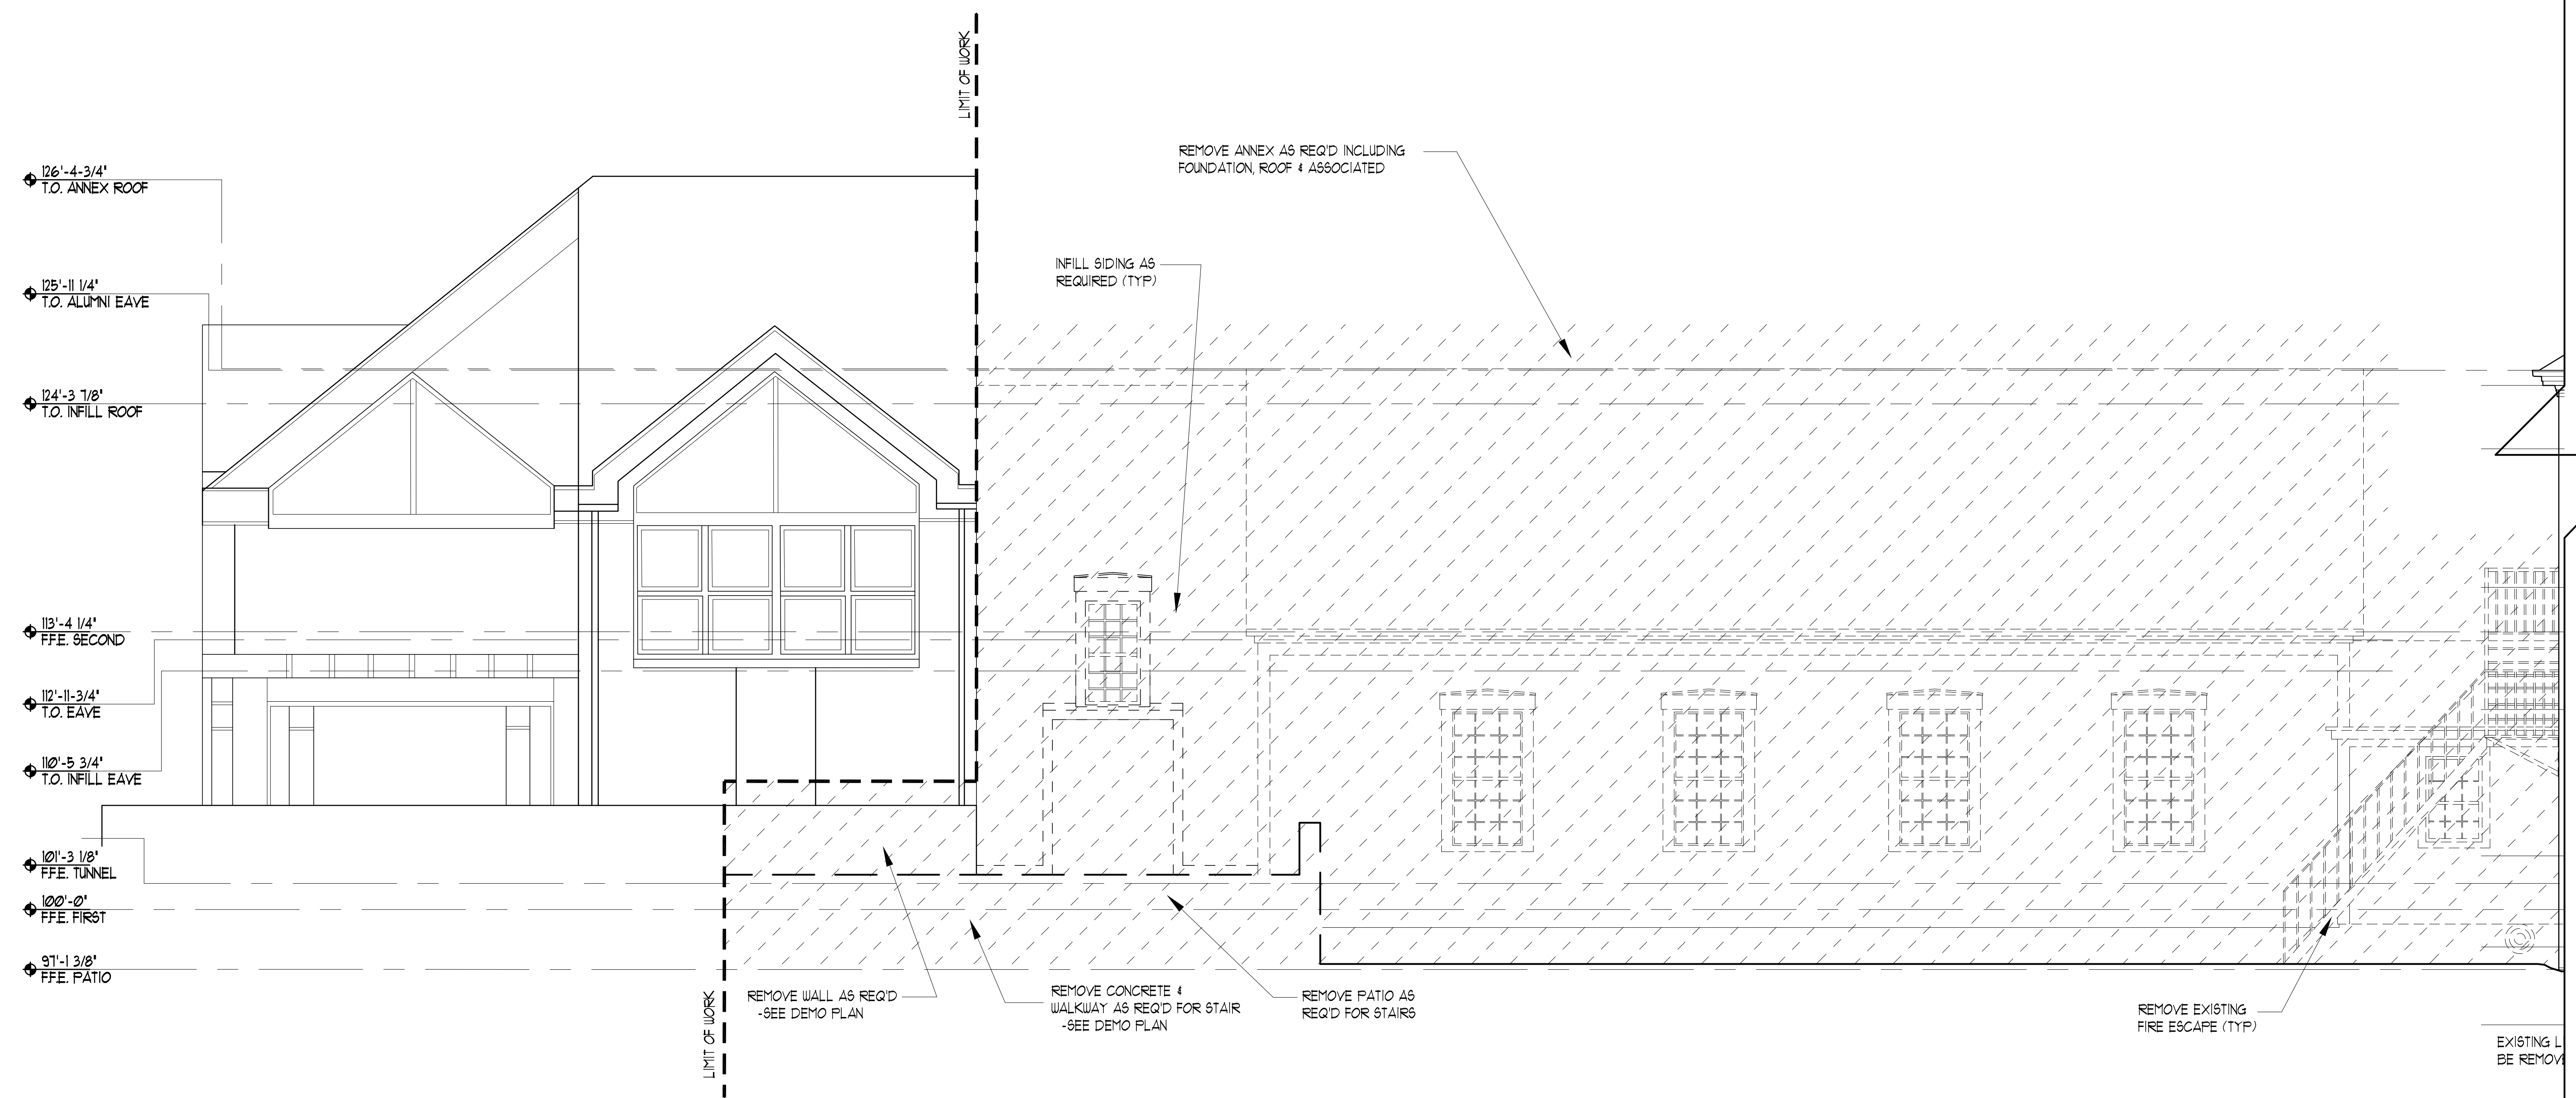 LIMIT OF WORK
REMOVE ANNEX AS REQ'D INCLUDING
FOUNDATION, ROOF & ASSOCIATED
126'-4-3/4"
T.O. ANNEX ROOF
INFILL SIDING AS
REQUIRED (TYP)
125'-11 1/4"
T.O. ALUMNI EAVE
124'-3 7/8"
T.O. INFILL ROOF
113'-4 1/4"
F.F.E. SECOND
112'-11-3/4"
T.O. EAVE
110'-5 3/4"
T.O. INFILL EAVE
101'-3 1/8"
F.F.E. TUNNEL
100'-0"
F.F.E. FIRST
97'-1 3/8"
F.F.E. PATIO
LIMIT OF WORK
REMOVE WALL AS REQ'D
-SEE DEMO PLAN
REMOVE CONCRETE &
WALKWAY AS REQ'D FOR STAIR
-SEE DEMO PLAN
REMOVE PATIO AS
REQ'D FOR STAIRS
REMOVE EXISTING
FIRE ESCAPE (TYP)
EXISTING L
BE REMOV